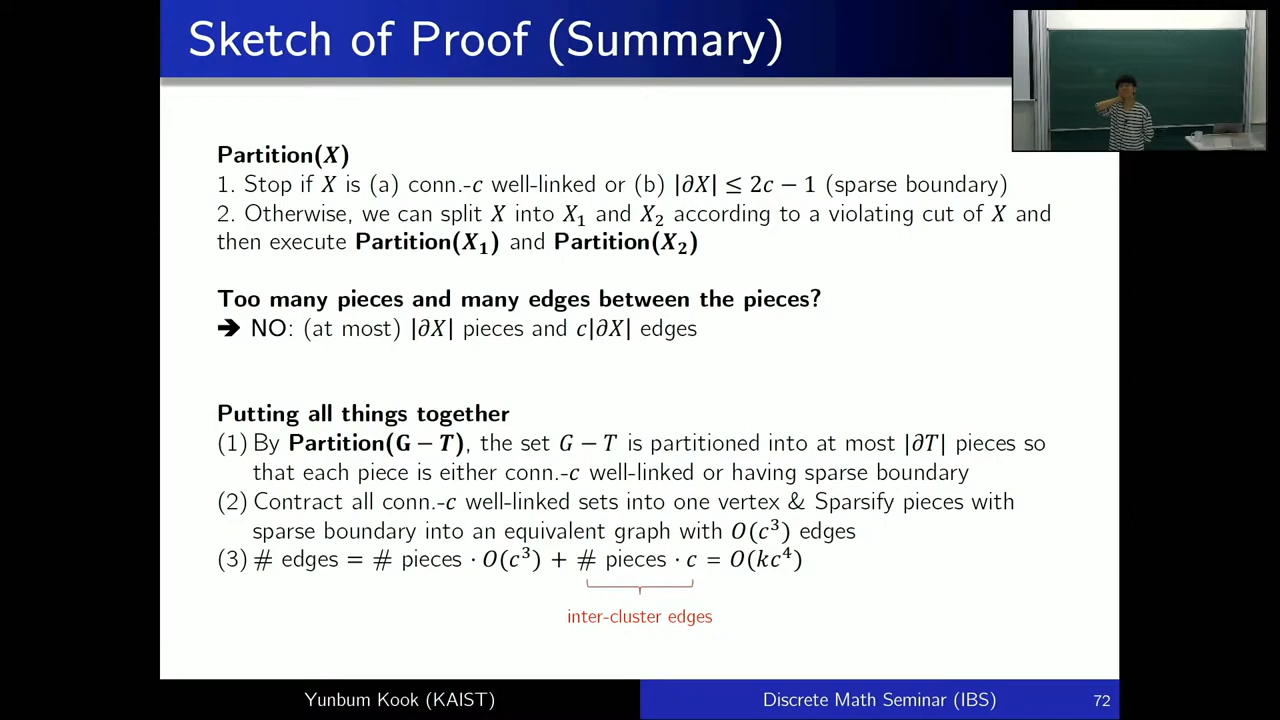 Sketch of Proof (Summary)
Partition(X)
1. Stop if X is (a) conn.-c well-linked or (b) |∂X| ≤ 2c − 1 (sparse boundary)
2. Otherwise, we can split X into X₁ and X₂ according to a violating cut of X and
then execute Partition(X₁) and Partition(X₂)
Too many pieces and many edges between the pieces?
➔ NO: (at most) |∂X| pieces and c|∂X| edges
Putting all things together
(1) By Partition(G − T), the set G − T is partitioned into at most |∂T| pieces so
that each piece is either conn.-c well-linked or having sparse boundary
(2) Contract all conn.-c well-linked sets into one vertex & Sparsify pieces with
sparse boundary into an equivalent graph with O(c³) edges
(3) # edges = # pieces · O(c³) + # pieces · c = O(kc⁴)
inter-cluster edges
Yunbum Kook (KAIST)
Discrete Math Seminar (IBS)
72